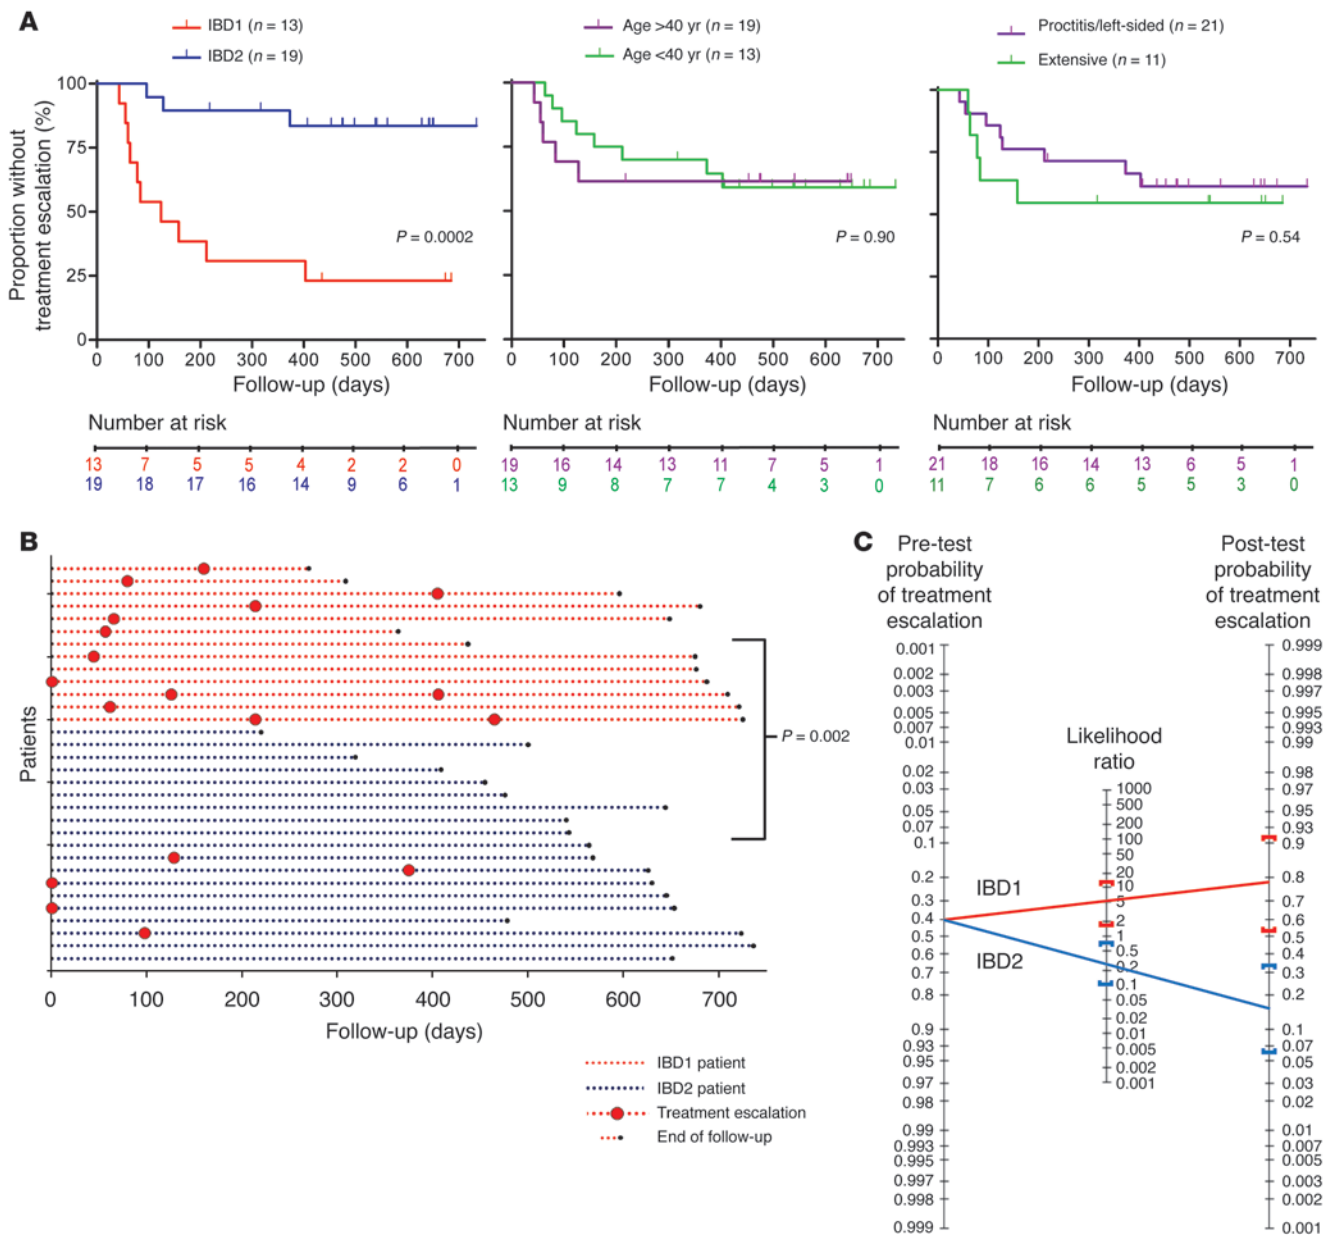 A
IBD1 (n = 13)
IBD2 (n = 19)
Age >40 yr (n = 19)
Age <40 yr (n = 13)
Proctitis/left-sided (n = 21)
Extensive (n = 11)
Proportion without
treatment escalation (%)
100
75
50
25
0
P = 0.0002
P = 0.90
P = 0.54
0 100 200 300 400 500 600 700
0 100 200 300 400 500 600 700
0 100 200 300 400 500 600 700
Follow-up (days)
Follow-up (days)
Follow-up (days)
Number at risk
13 7 5 5 4 2 2 0
19 18 17 16 14 9 6 1
Number at risk
19 16 14 13 11 7 5 1
13 9 8 7 7 4 3 0
Number at risk
21 18 16 14 13 6 5 1
11 7 6 6 5 5 3 0
B
Patients
P = 0.002
0 100 200 300 400 500 600 700
Follow-up (days)
IBD1 patient
IBD2 patient
Treatment escalation
End of follow-up
C
Pre-test
probability
of treatment
escalation
0.001
0.002
0.003
0.005
0.007
0.01
0.02
0.03
0.05
0.07
0.1
0.2
0.3
0.4
0.5
0.6
0.7
0.8
0.9
0.93
0.95
0.97
0.98
0.99
0.993
0.995
0.997
0.998
0.999
IBD1
IBD2
Likelihood
ratio
1000
500
200
100
50
20
10
5
2
1
0.5
0.2
0.1
0.05
0.02
0.01
0.005
0.002
0.001
Post-test
probability
of treatment
escalation
0.999
0.998
0.997
0.995
0.993
0.99
0.98
0.97
0.95
0.93
0.9
0.8
0.7
0.6
0.5
0.4
0.3
0.2
0.1
0.07
0.05
0.03
0.02
0.01
0.007
0.005
0.003
0.002
0.001